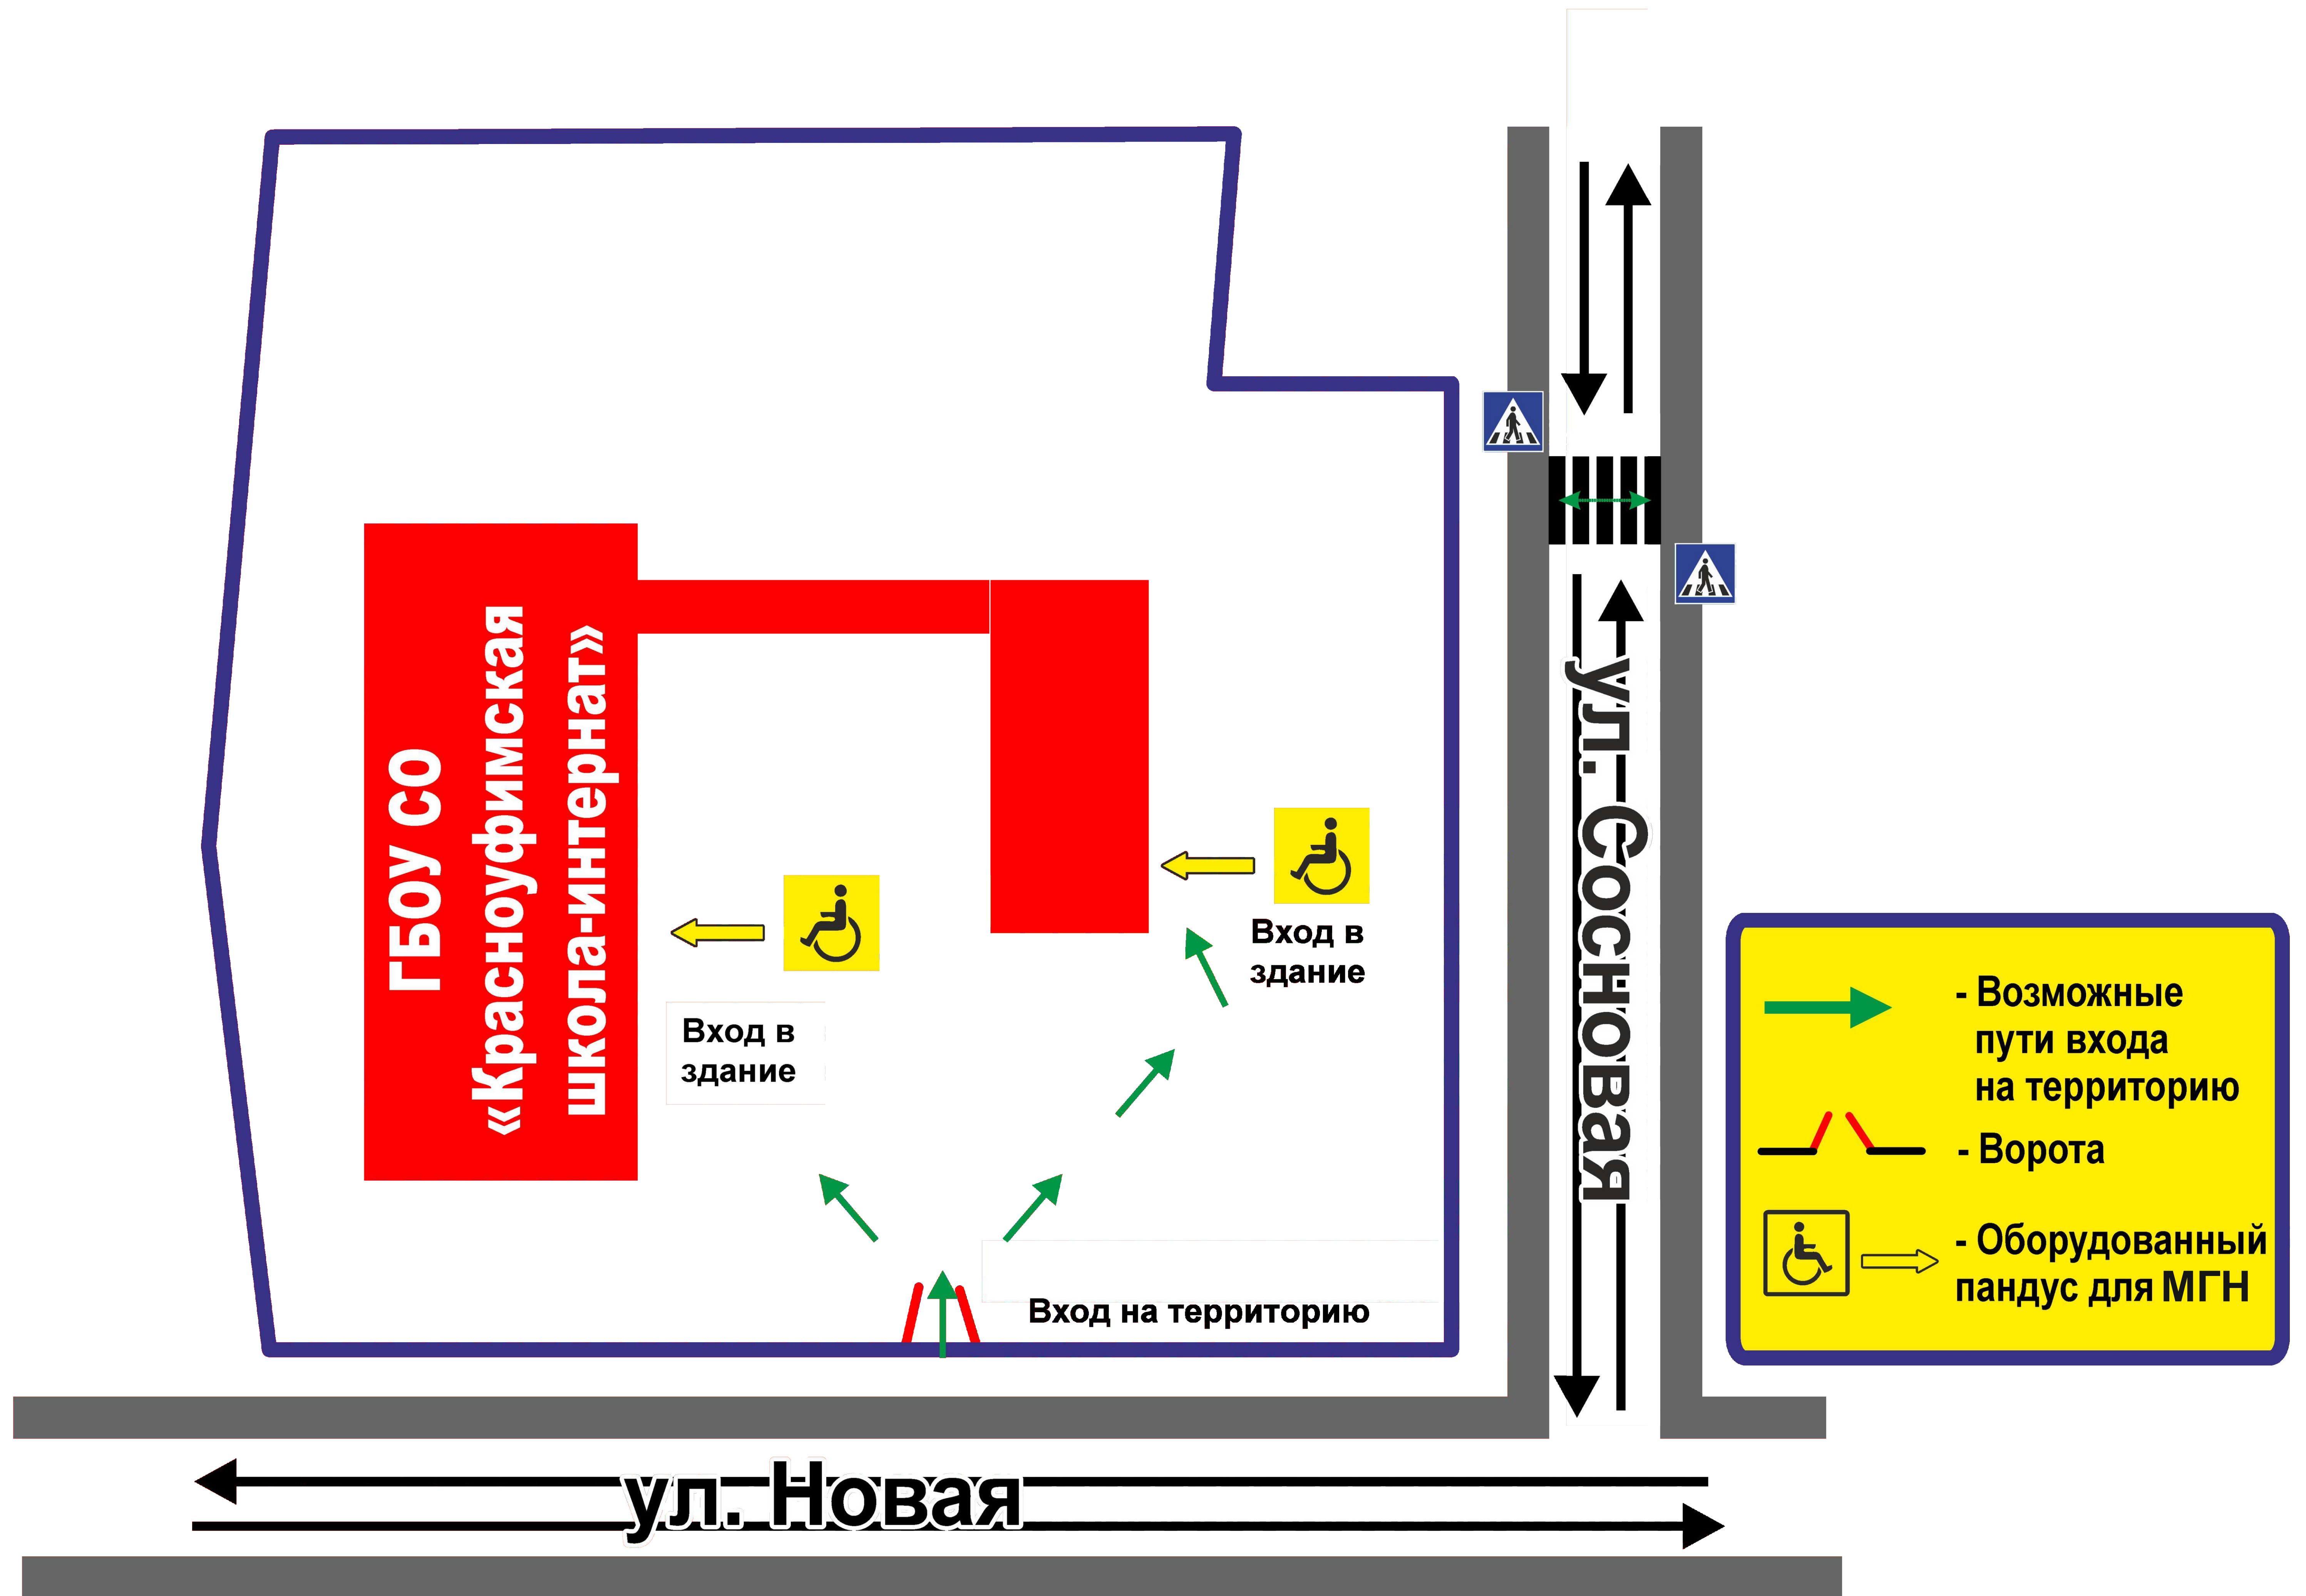 ГБОУ СО
«Красноуфимская
школа-интернат»
Вход в
здание
Вход в
здание
Вход на территорию
ул. Сосновая
ул. Новая
- Возможные
пути входа
на территорию
- Ворота
- Оборудованный
пандус для МГН